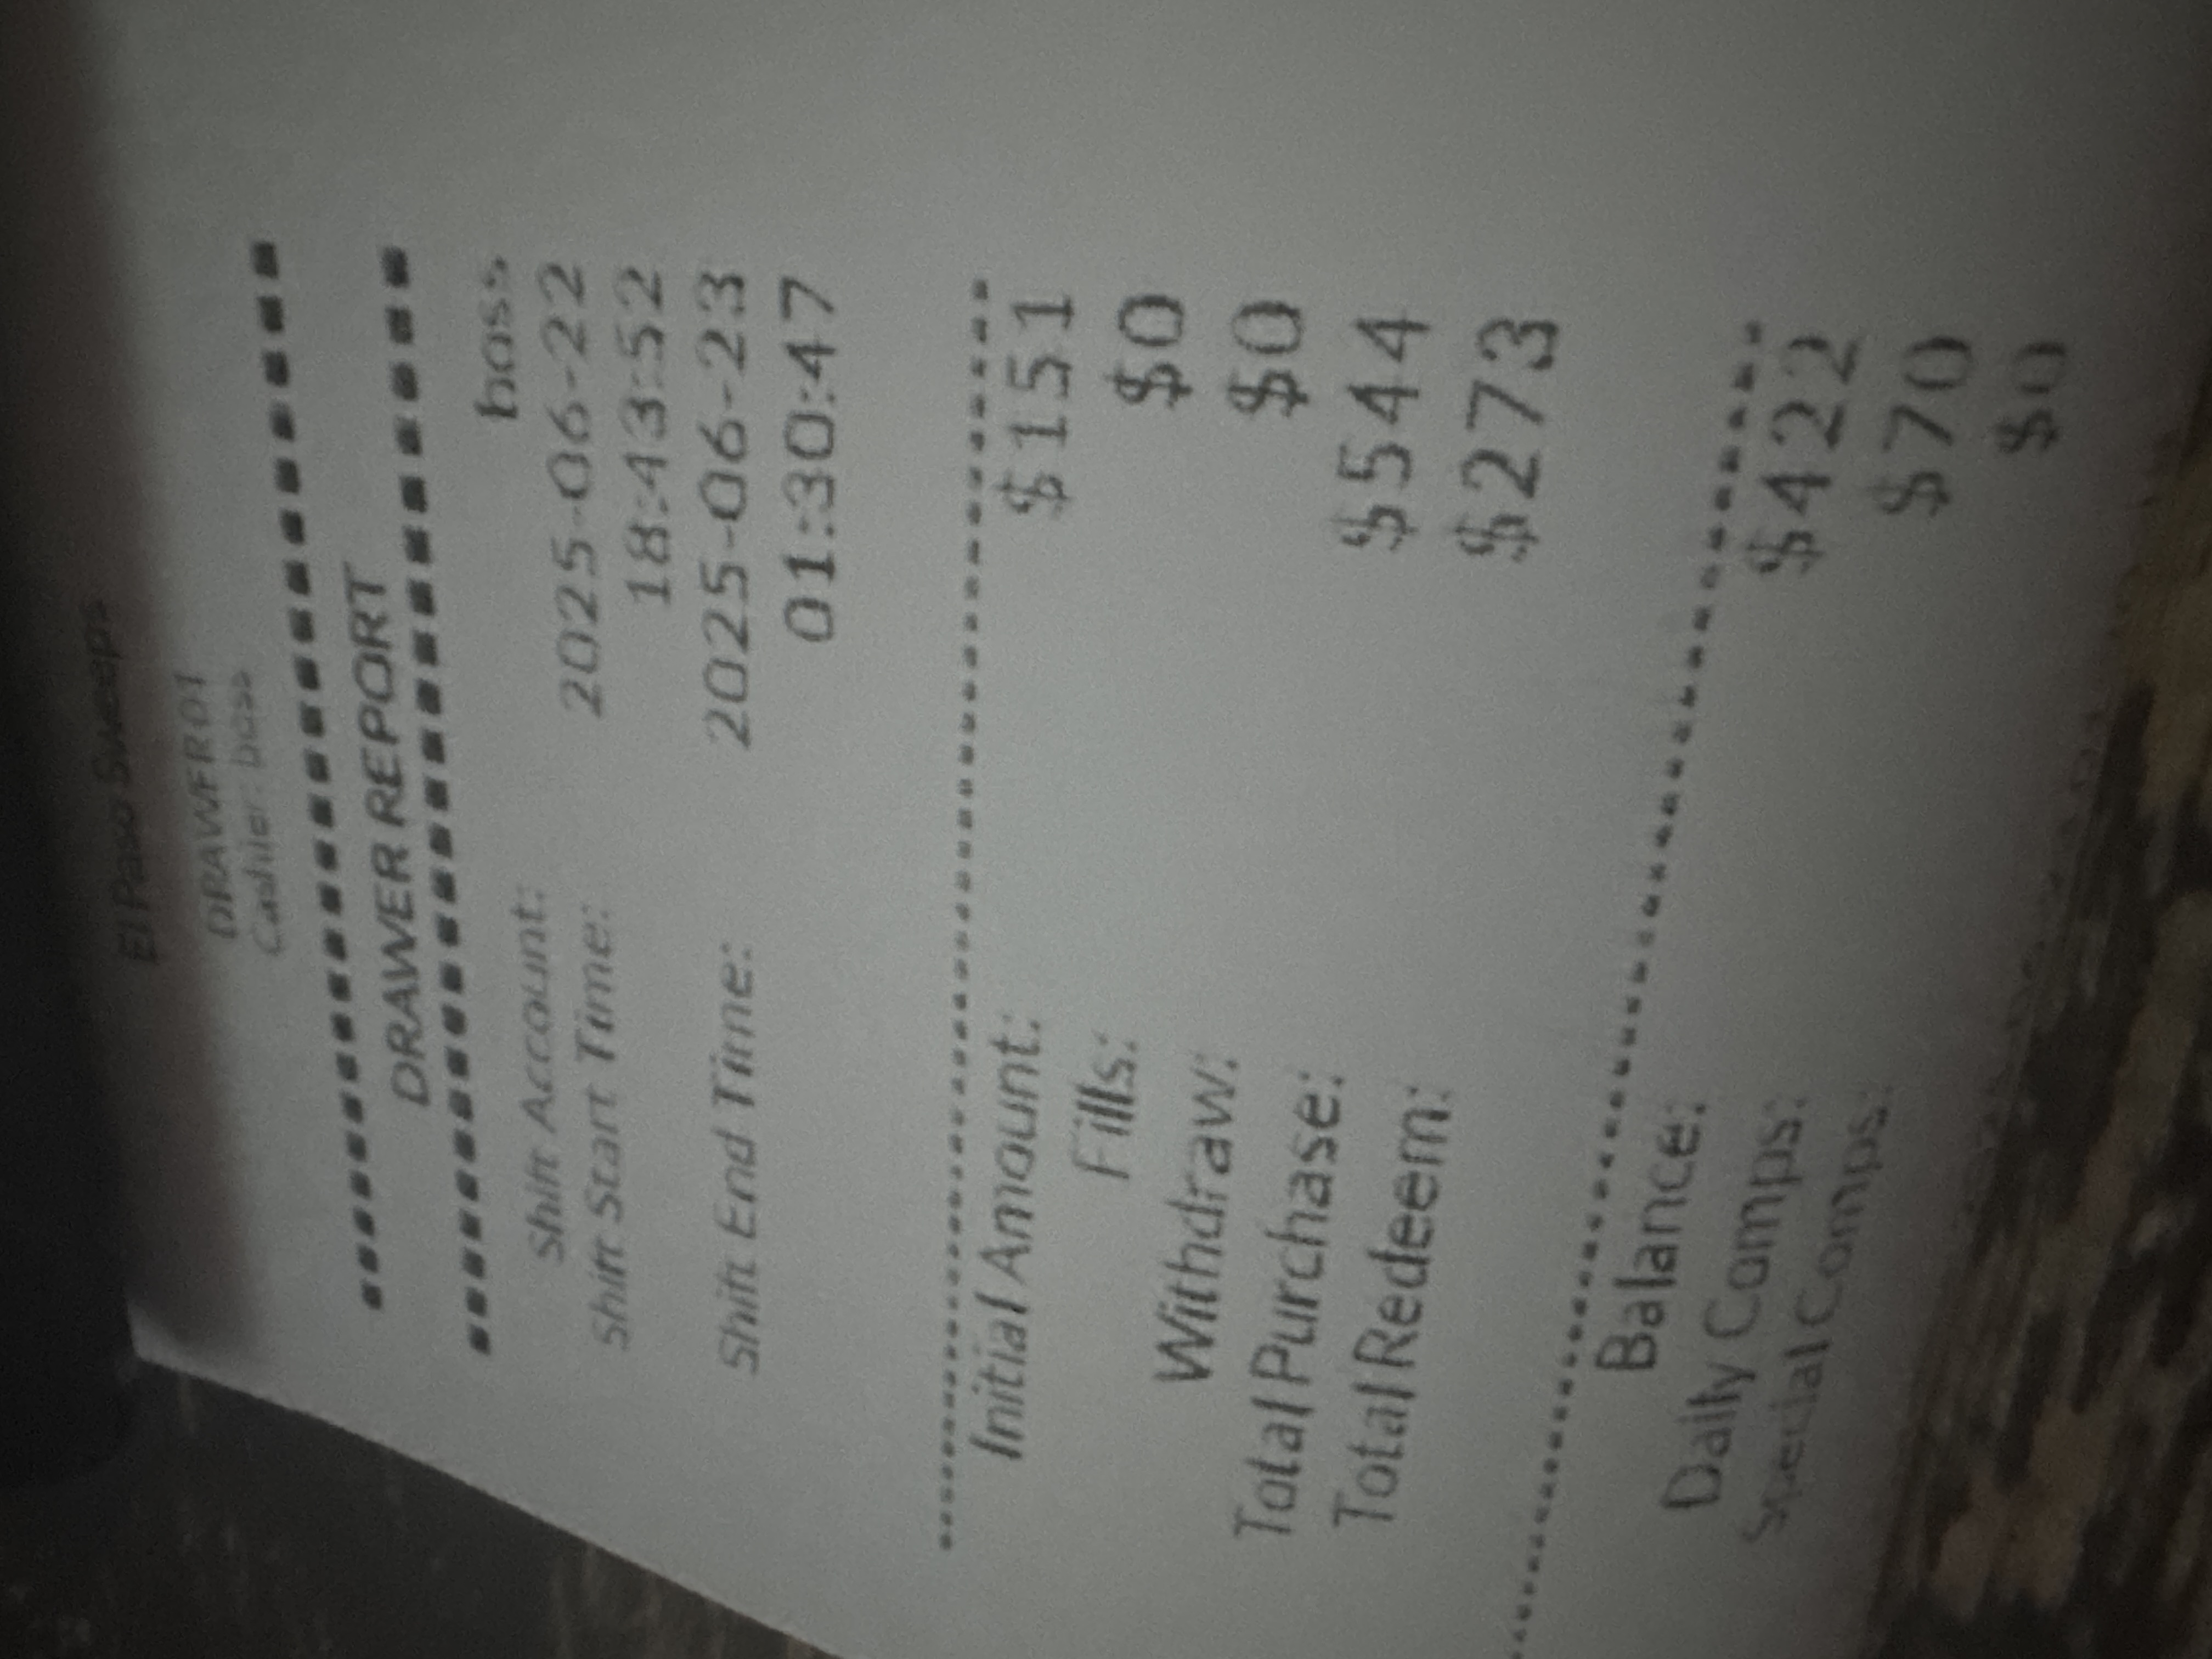 El Paso Sweeps
DRAWER01
Cashier: boss
DRAWER REPORT
Shift Account: boss
Shift Start Time: 2025-06-22
18:43:52
Shift End Time: 2025-06-23
01:30:47
Initial Amount: $151
Fills: $0
Withdraw: $0
Total Purchase: $544
Total Redeem: $273
Balance: $422
Daily Comps: $70
Special Comps: $0